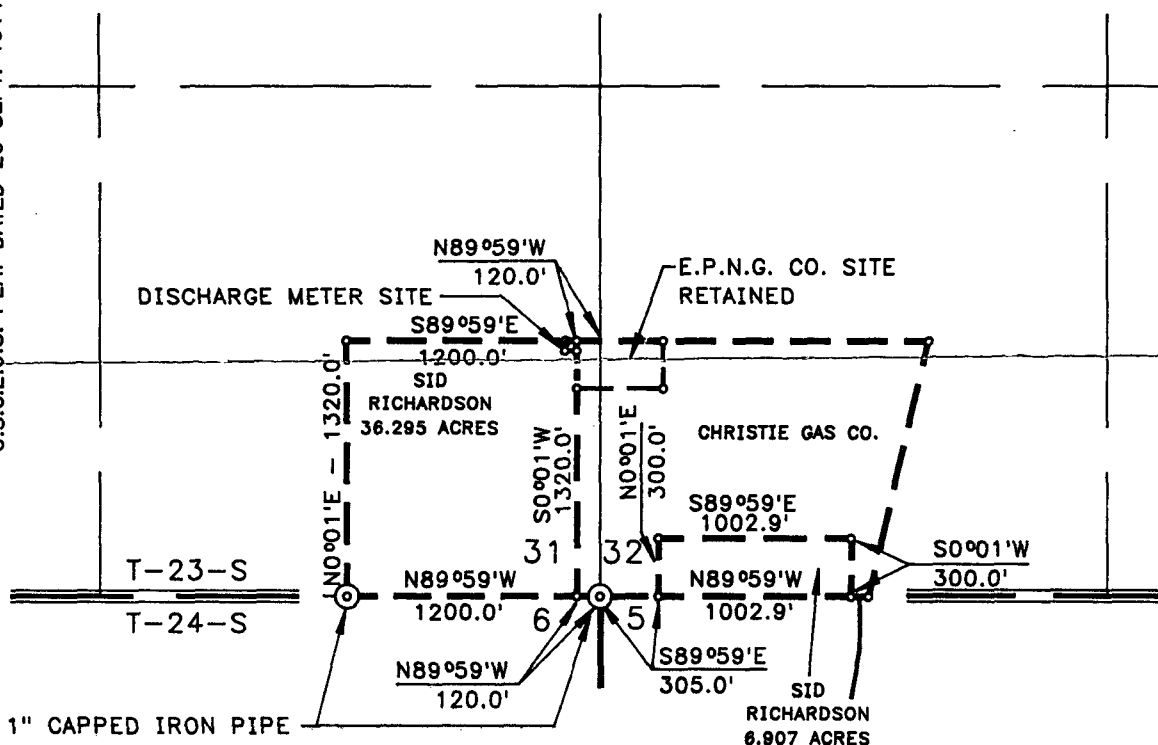 N89°59'W
120.0'
E.P.N.G. CO. SITE
RETAINED
DISCHARGE METER SITE
S89°59'E
1200.0'
SID
RICHARDSON
36.295 ACRES
N0°01'E - 1320.0'
S0°01'W
1320.0'
N0°01'E
300.0'
CHRISTIE GAS CO.
S89°59'E
1002.9'
S0°01'W
300.0'
31
32
T-23-S
T-24-S
N89°59'W
1200.0'
N89°59'W
1002.9'
6
5
N89°59'W
120.0'
S89°59'E
305.0'
SID
RICHARDSON
6.907 ACRES
1" CAPPED IRON PIPE